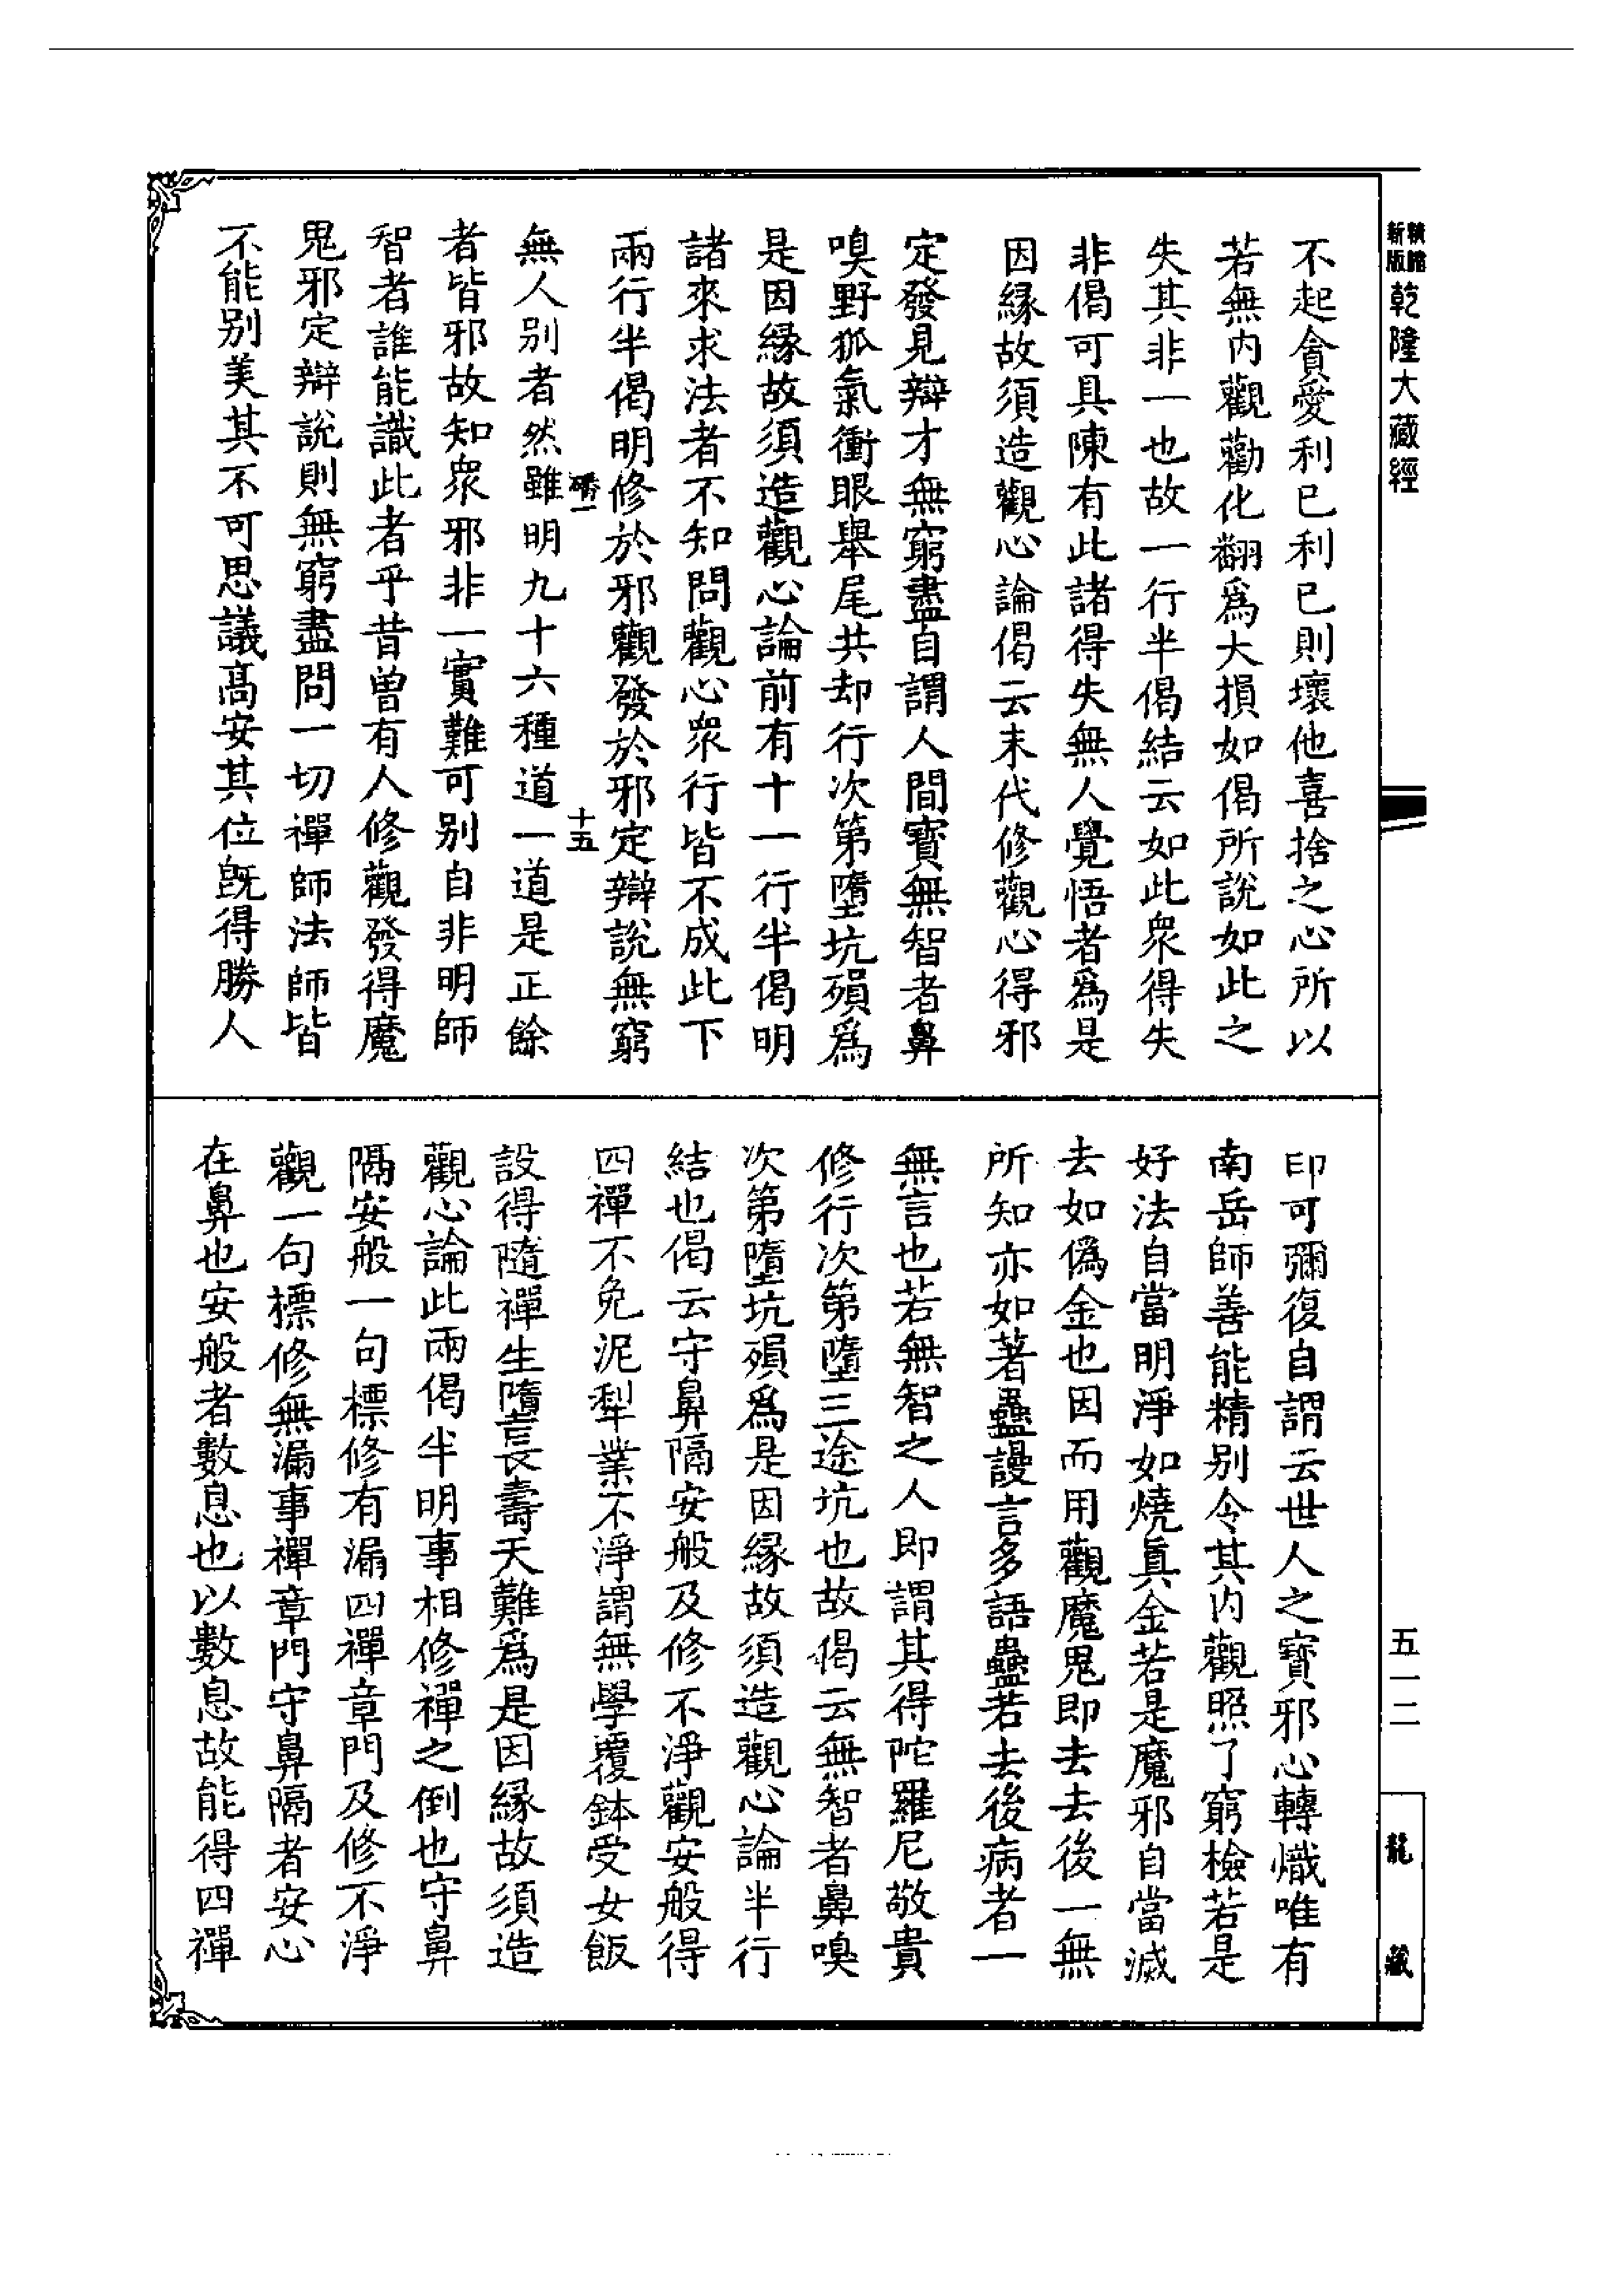 新版
精縮
乾隆大藏經
不起貪愛利已利已則壞他喜捨之心所以
若無内觀勸化翻爲大損如偈所說如此之
失其非一也故一行半偈結云如此眾得失
非偈可具陳有此諸得失無人覺悟者爲是
因緣故須造觀心論偈云末代修觀心得邪
定發見辯才無窮盡自謂人間寳無智者鼻
嗅野狐氣衝眼舉尾共却行次第墮坑殞爲
是因緣故須造觀心論前有十一行半偈明
諸來求法者不知問觀心眾行皆不成此下
兩行半偈明修於邪觀發於邪定辯說無窮
十五
無人别者然雖明九十六種道一道是正餘
者皆邪故知眾邪非一實難可别自非明師
智者誰能識此者乎昔曾有人修觀發得魔
鬼邪定辯說則無窮盡問一切禪師法師皆
不能别美其不可思議高安其位旣得勝人
印可彌復自謂云世人之寳邪心轉熾唯有
南岳師善能精别令其内觀照了窮檢若是
好法自當明淨如燒眞金若是魔邪自當滅
去如僞金也因而用觀魔鬼即去去後一無
所知亦如著蠱謾言多語蠱若去後病者一
無言也若無智之人即謂其得陀羅尼敬貴
修行次第墮三途坑也故偈云無智者鼻嗅
次第墮坑殞爲是因緣故須造觀心論半行
結也偈云守鼻隔安般及修不淨觀安般得
四禪不免泥犂業不淨謂無學覆鉢受女飯
設得隨禪生墮長壽天難爲是因緣故須造
觀心論此兩偈半明事相修禪之倒也守鼻
隔安般一句標修有漏四禪章門及修不淨
觀一句標修無漏事禪章門守鼻隔者安心
在鼻也安般者數息也以數息故能得四禪
五一二
龍藏